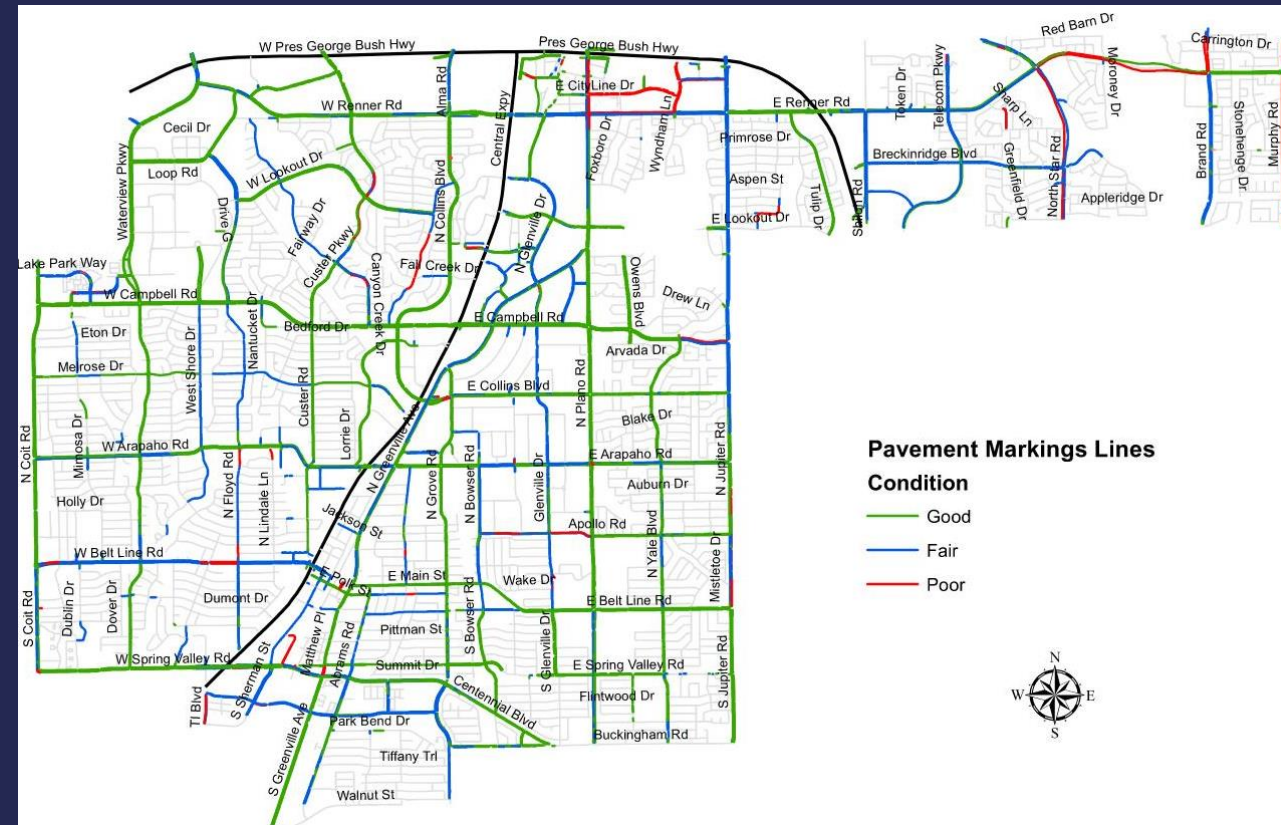 W Pres George Bush Hwy
Pres George Bush Hwy
Red Barn Dr
Carrington Dr
Alma Rd
E CityLine Dr
Token Dr
Telecom Pkwy
Moroney Dr
W Renner Rd
Central Expy
E Renner Rd
Sharp Ln
Cecil Dr
Foxboro Dr
Wyndham Ln
Primrose Dr
Breckinridge Blvd
Greenfield Dr
North Star Rd
Brand Rd
Stonehenge Dr
Murphy Rd
Loop Rd
W Lookout Dr
Aspen St
Appleridge Dr
Waterview Pkwy
Drive G
Fairway Dr
Custer Pkwy
N Collins Blvd
N Glenville Dr
E Lookout Dr
Tulip Dr
Lake Park Way
Canyon Creek Dr
Fall Creek Dr
W Campbell Rd
Owens Blvd
Drew Ln
Eton Dr
Nantucket Dr
Bedford Dr
E Campbell Rd
Melrose Dr
Arvada Dr
West Shore Dr
Custer Rd
E Collins Blvd
N Plano Rd
Mimosa Dr
Lorrie Dr
Blake Dr
N Coit Rd
W Arapaho Rd
N Greenville Ave
E Arapaho Rd
N Jupiter Rd
Pavement Markings Lines
Condition
Good
Fair
Poor
Holly Dr
N Floyd Rd
N Lindale Ln
N Grove Rd
N Bowser Rd
Glenville Dr
Auburn Dr
Jackson St
Apollo Rd
W Belt Line Rd
N Yale Blvd
Mistletoe Dr
E Polk St
E Main St
Wake Dr
S Coit Rd
Dublin Dr
Dover Dr
Dumont Dr
E Belt Line Rd
Matthew Pl
Abrams Rd
Pittman St
S Bowser Rd
S Glenville Dr
W Spring Valley Rd
Summit Dr
E Spring Valley Rd
S Jupiter Rd
TI Blvd
S Sherman St
Centennial Blvd
Flintwood Dr
S Greenville Ave
Park Bend Dr
Buckingham Rd
Tiffany Trl
Walnut St
N
W
E
S